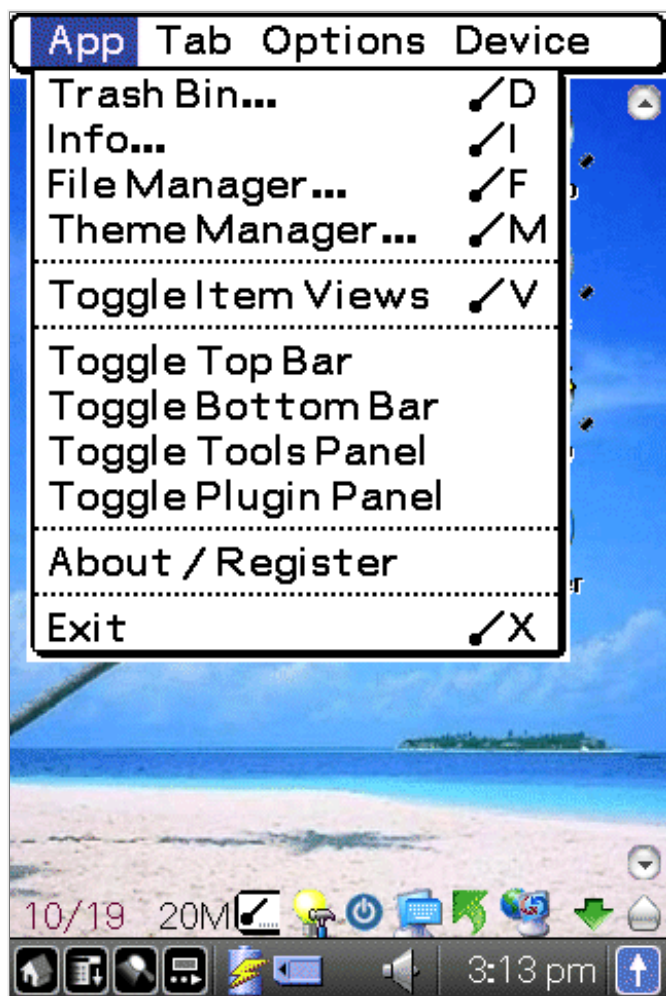 App Tab Options Device
Trash Bin... D
Info... I
File Manager... F
Theme Manager... M
Toggle Item Views V
Toggle Top Bar
Toggle Bottom Bar
Toggle Tools Panel
Toggle Plugin Panel
About / Register
Exit X
10/19 20M
3:13 pm